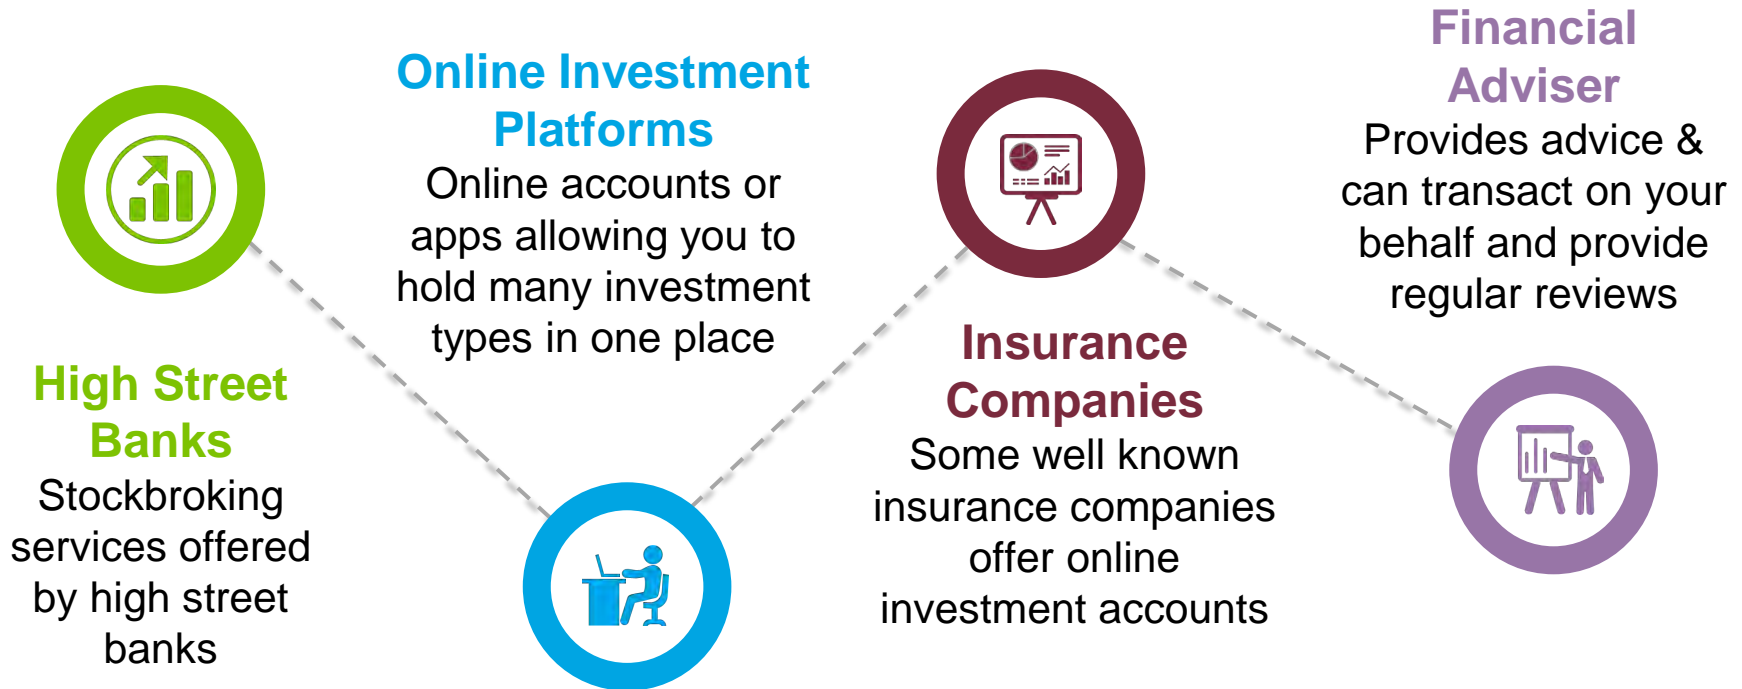 High Street
Banks
Stockbroking
services offered
by high street
banks
Online Investment
Platforms
Online accounts or
apps allowing you to
hold many investment
types in one place
Insurance
Companies
Some well known
insurance companies
offer online
investment accounts
Financial
Adviser
Provides advice &
can transact on your
behalf and provide
regular reviews